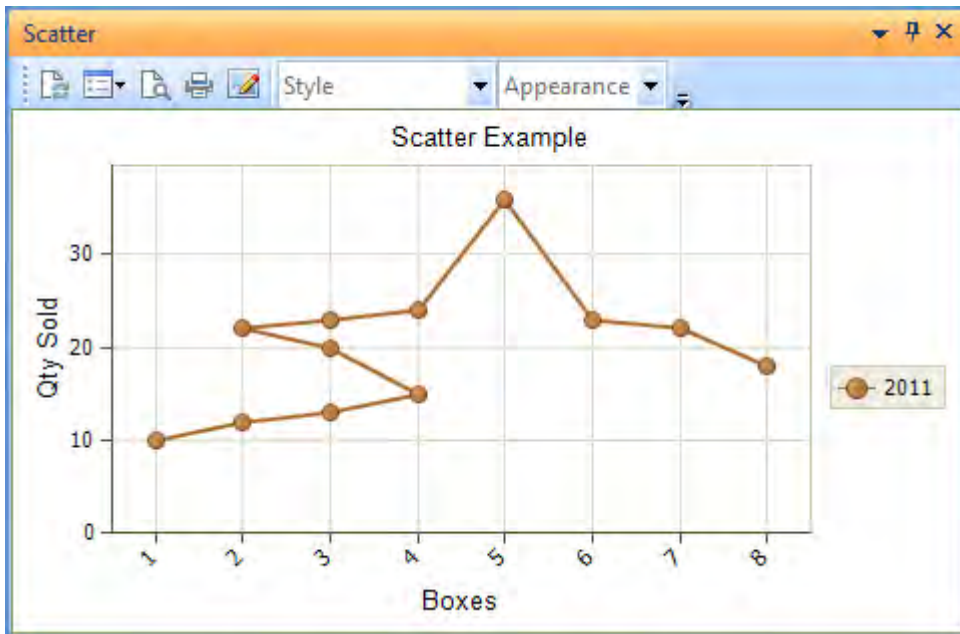 Scatter
Style Appearance
Scatter Example
30
20
10
0
Qty Sold
1 2 3 4 5 6 7 8
Boxes
2011